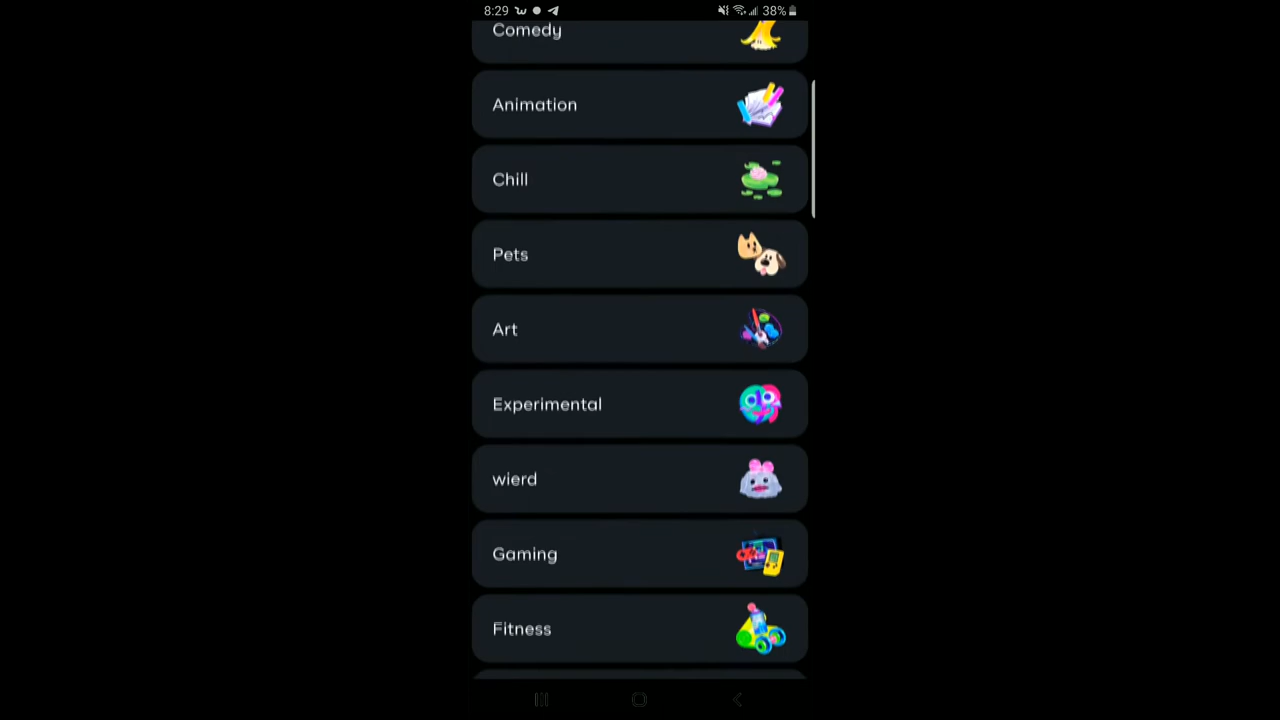 8:29
38%
Comedy
Animation
Chill
Pets
Art
Experimental
wierd
Gaming
Fitness